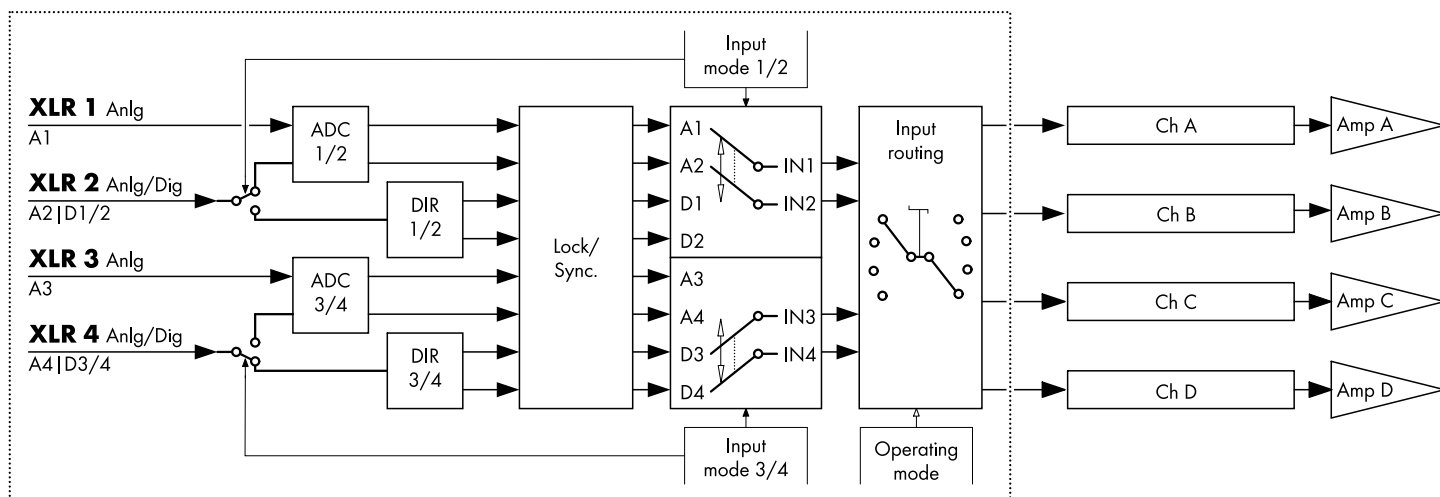 Input
mode 1/2
XLR 1 Anlg
A1
XLR 2 Anlg/Dig
A2|D1/2
XLR 3 Anlg
A3
XLR 4 Anlg/Dig
A4|D3/4
ADC
1/2
DIR
1/2
ADC
3/4
DIR
3/4
Lock/
Sync.
A1
A2
D1
D2
IN1
IN2
A3
A4
D3
D4
IN3
IN4
Input
routing
Input
mode 3/4
Operating
mode
Ch A
Amp A
Ch B
Amp B
Ch C
Amp C
Ch D
Amp D